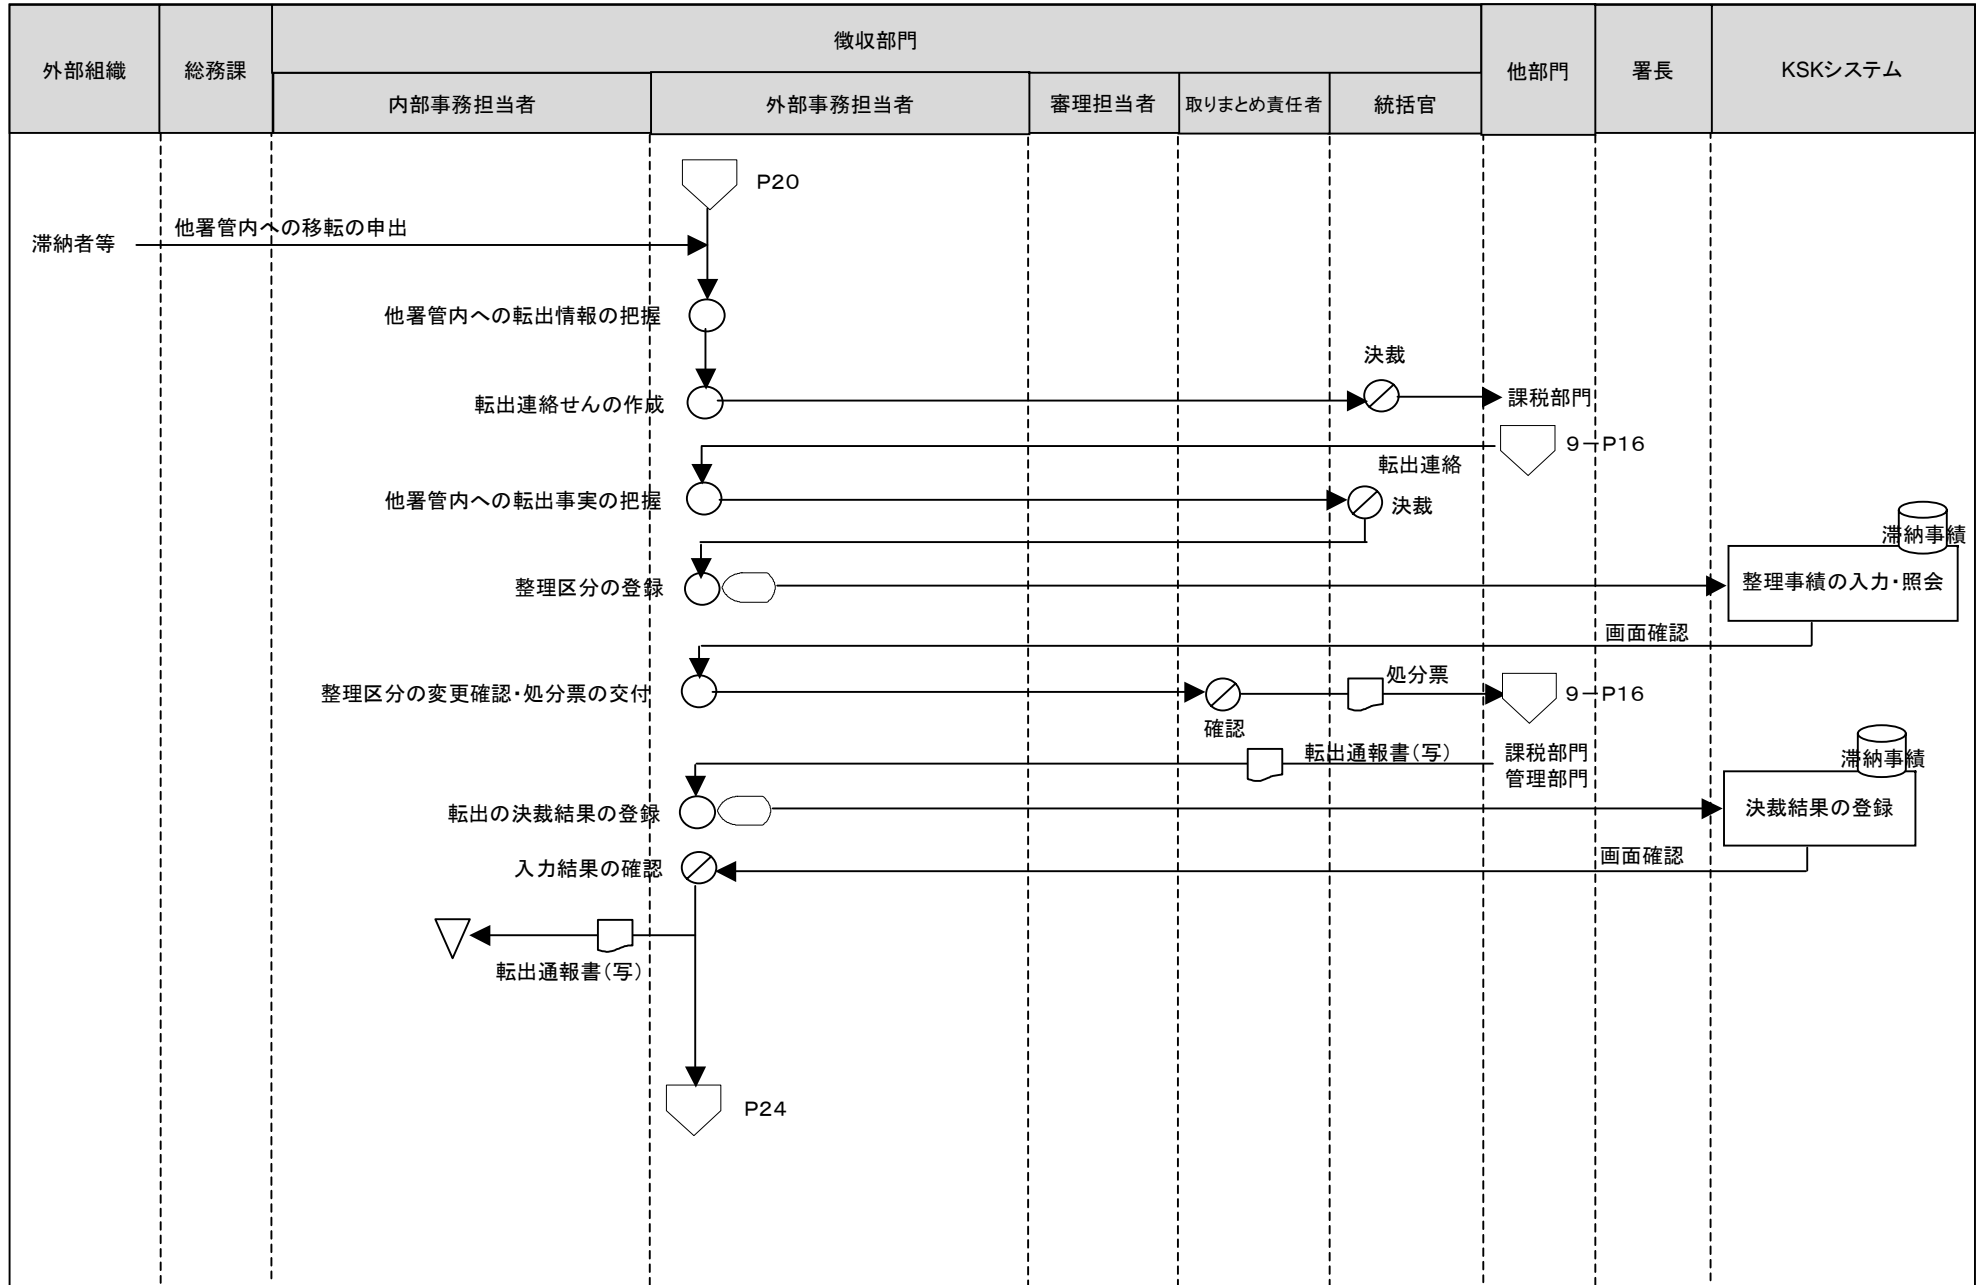 外部組織
総務課
徴収部門
内部事務担当者
外部事務担当者
審理担当者
取りまとめ責任者
統括官
他部門
署長
KSKシステム
P20
他署管内への移転の申出
滞納者等
他署管内への転出情報の把握
決裁
転出連絡せんの作成
課税部門
9－P16
転出連絡
他署管内への転出事実の把握
決裁
滞納事績
整理区分の登録
整理事績の入力・照会
画面確認
処分票
整理区分の変更確認・処分票の交付
9－P16
確認
転出通報書（写）
課税部門
管理部門
滞納事績
転出の決裁結果の登録
決裁結果の登録
画面確認
入力結果の確認
転出通報書（写）
P24